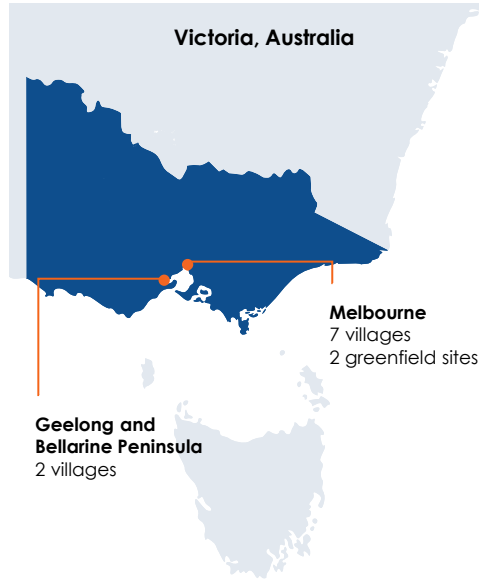 Victoria, Australia
Melbourne
7 villages
2 greenfield sites
Geelong and
Bellarine Peninsula
2 villages